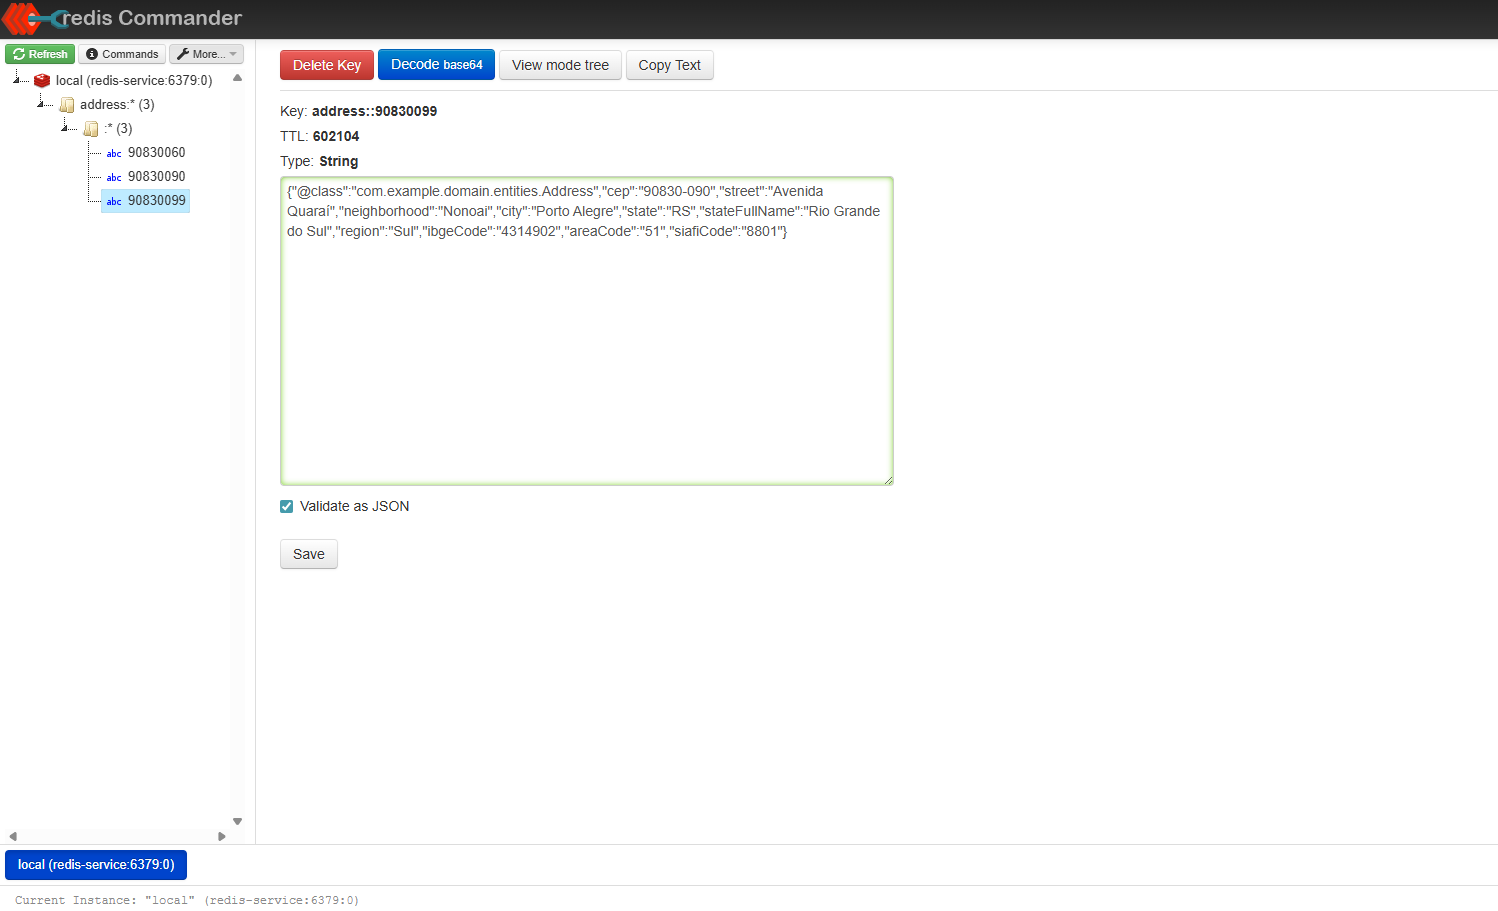 redis Commander
Refresh Commands More...
local (redis-service:6379:0)
address:* (3)
:* (3)
abc 90830060
abc 90830090
abc 90830099
Delete Key Decode base64 View mode tree Copy Text
Key: address::90830099
TTL: 602104
Type: String
{"@class":"com.example.domain.entities.Address","cep":"90830-090","street":"Avenida
Quaraí","neighborhood":"Nonoai","city":"Porto Alegre","state":"RS","stateFullName":"Rio Grande
do Sul","region":"Sul","ibgeCode":"4314902","areaCode":"51","siafiCode":"8801"}
Validate as JSON
Save
local (redis-service:6379:0)
Current Instance: "local" (redis-service:6379:0)